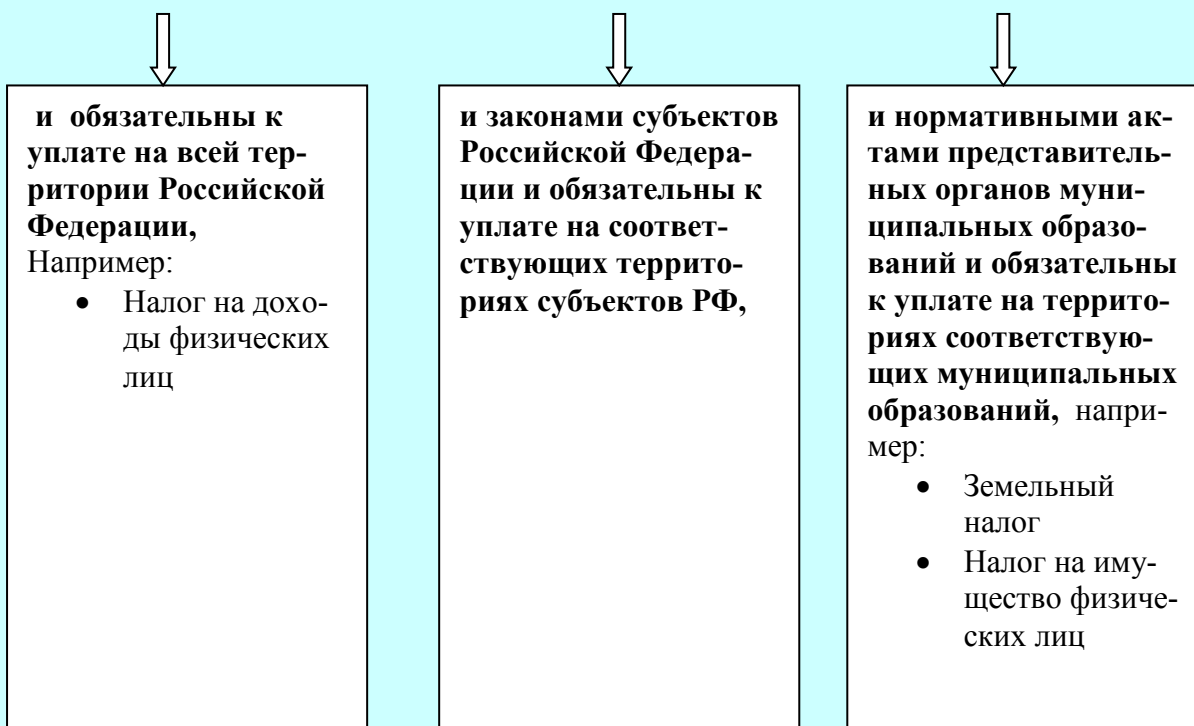 и обязательны к
уплате на всей тер-
ритории Российской
Федерации,
Например:
• Налог на дохо-
ды физических
лиц
и законами субъектов
Российской Федера-
ции и обязательны к
уплате на соответ-
ствующих террито-
риях субъектов РФ,
и нормативными ак-
тами представитель-
ных органов муни-
ципальных образо-
ваний и обязательны
к уплате на террито-
риях соответствую-
щих муниципальных
образований, напри-
мер:
• Земельный
налог
• Налог на иму-
щество физиче-
ских лиц